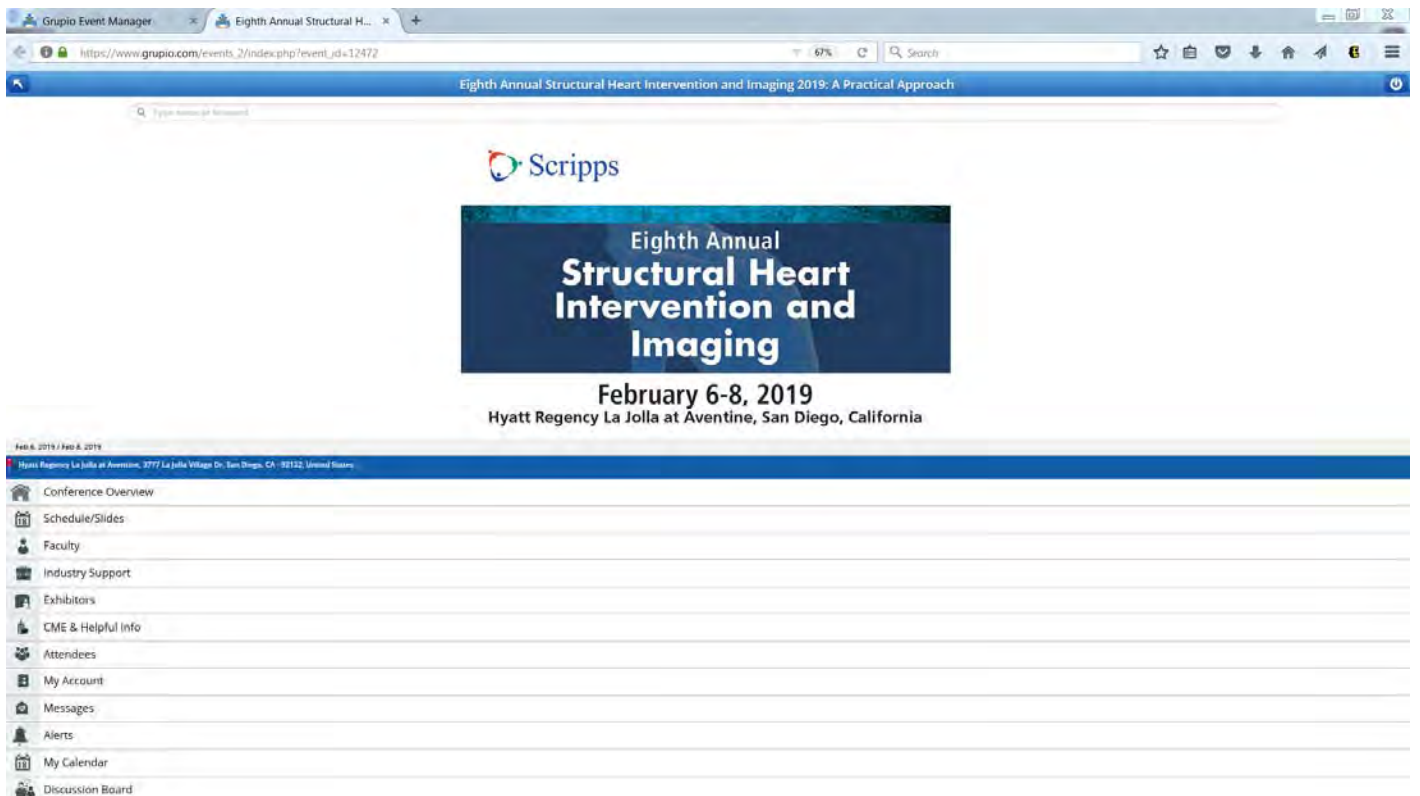 Grupio Event Manager
Eighth Annual Structural H...
https://www.grupio.com/events_2/index.php?event_id=12472
67%
Search
Eighth Annual Structural Heart Intervention and Imaging 2019: A Practical Approach
Type name or keyword
Scripps
Eighth Annual
Structural Heart
Intervention and
Imaging
February 6-8, 2019
Hyatt Regency La Jolla at Aventine, San Diego, California
Feb 6, 2019 / Feb 8, 2019
Hyatt Regency La Jolla at Aventine, 3777 La Jolla Village Dr, San Diego, CA - 92122, United States
Conference Overview
Schedule/Slides
Faculty
Industry Support
Exhibitors
CME & Helpful Info
Attendees
My Account
Messages
Alerts
My Calendar
Discussion Board